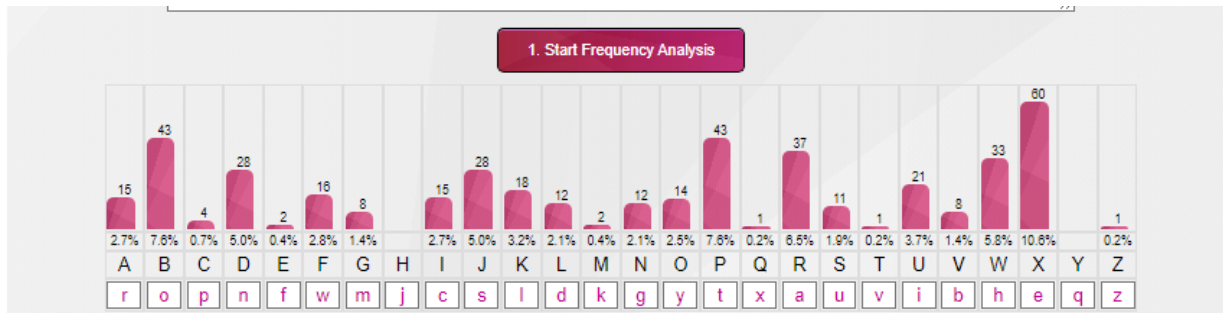 1. Start Frequency Analysis
15 43 4 28 2 16 8 15 28 18 12 2 12 14 43 1 37 11 1 21 8 33 60 1
2.7% 7.6% 0.7% 5.0% 0.4% 2.8% 1.4% 2.7% 5.0% 3.2% 2.1% 0.4% 2.1% 2.5% 7.6% 0.2% 6.5% 1.9% 0.2% 3.7% 1.4% 5.8% 10.6% 0.2%
A B C D E F G H I J K L M N O P Q R S T U V W X Y Z
r o p n f w m j c s l d k g y t x a u v i b h e q z